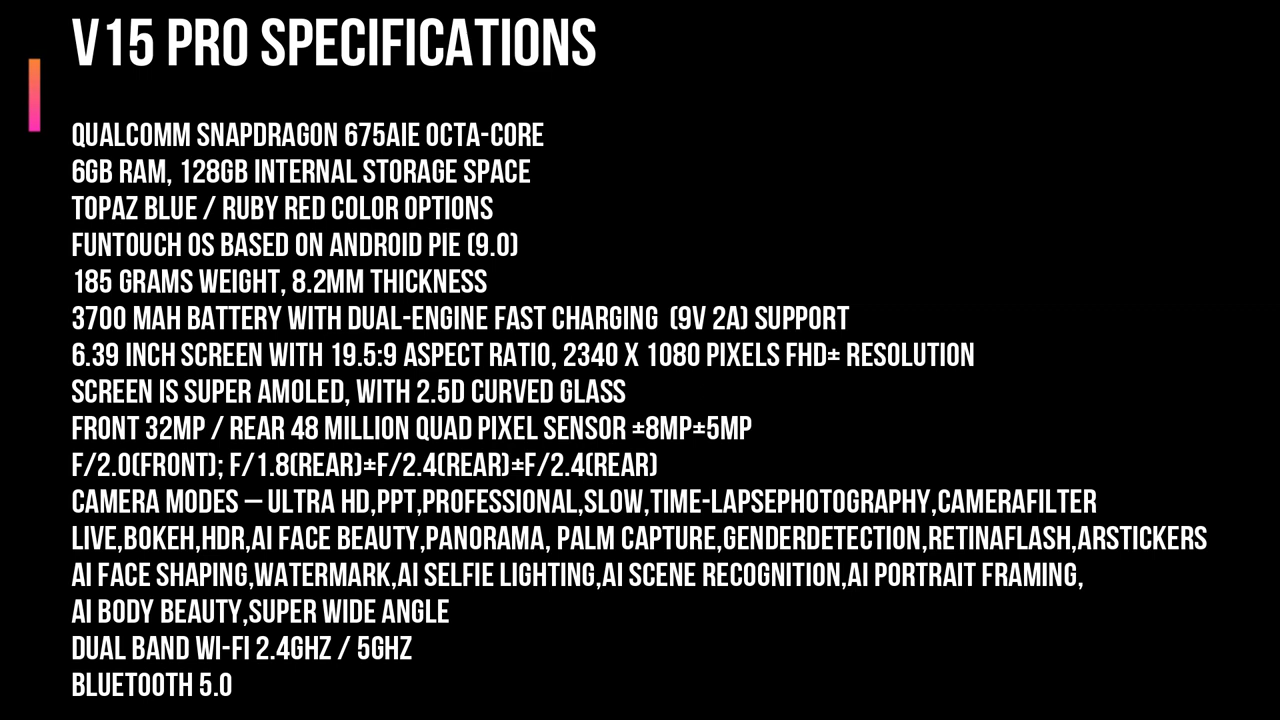 V15 PRO SPECIFICATIONS
QUALCOMM SNAPDRAGON 675AIE OCTA-CORE
6GB RAM, 128GB INTERNAL STORAGE SPACE
TOPAZ BLUE / RUBY RED COLOR OPTIONS
FUNTOUCH OS BASED ON ANDROID PIE (9.0)
185 GRAMS WEIGHT, 8.2MM THICKNESS
3700 MAH BATTERY WITH DUAL-ENGINE FAST CHARGING (9V 2A) SUPPORT
6.39 INCH SCREEN WITH 19.5:9 ASPECT RATIO, 2340 X 1080 PIXELS FHD± RESOLUTION
SCREEN IS SUPER AMOLED, WITH 2.5D CURVED GLASS
FRONT 32MP / REAR 48 MILLION QUAD PIXEL SENSOR ±8MP±5MP
F/2.0(FRONT); F/1.8(REAR)±F/2.4(REAR)±F/2.4(REAR)
CAMERA MODES – ULTRA HD,PPT,PROFESSIONAL,SLOW,TIME-LAPSEPHOTOGRAPHY,CAMERAFILTER
LIVE,BOKEH,HDR,AI FACE BEAUTY,PANORAMA, PALM CAPTURE,GENDERDETECTION,RETINAFLASH,ARSTICKERS
AI FACE SHAPING,WATERMARK,AI SELFIE LIGHTING,AI SCENE RECOGNITION,AI PORTRAIT FRAMING,
AI BODY BEAUTY,SUPER WIDE ANGLE
DUAL BAND WI-FI 2.4GHZ / 5GHZ
BLUETOOTH 5.0